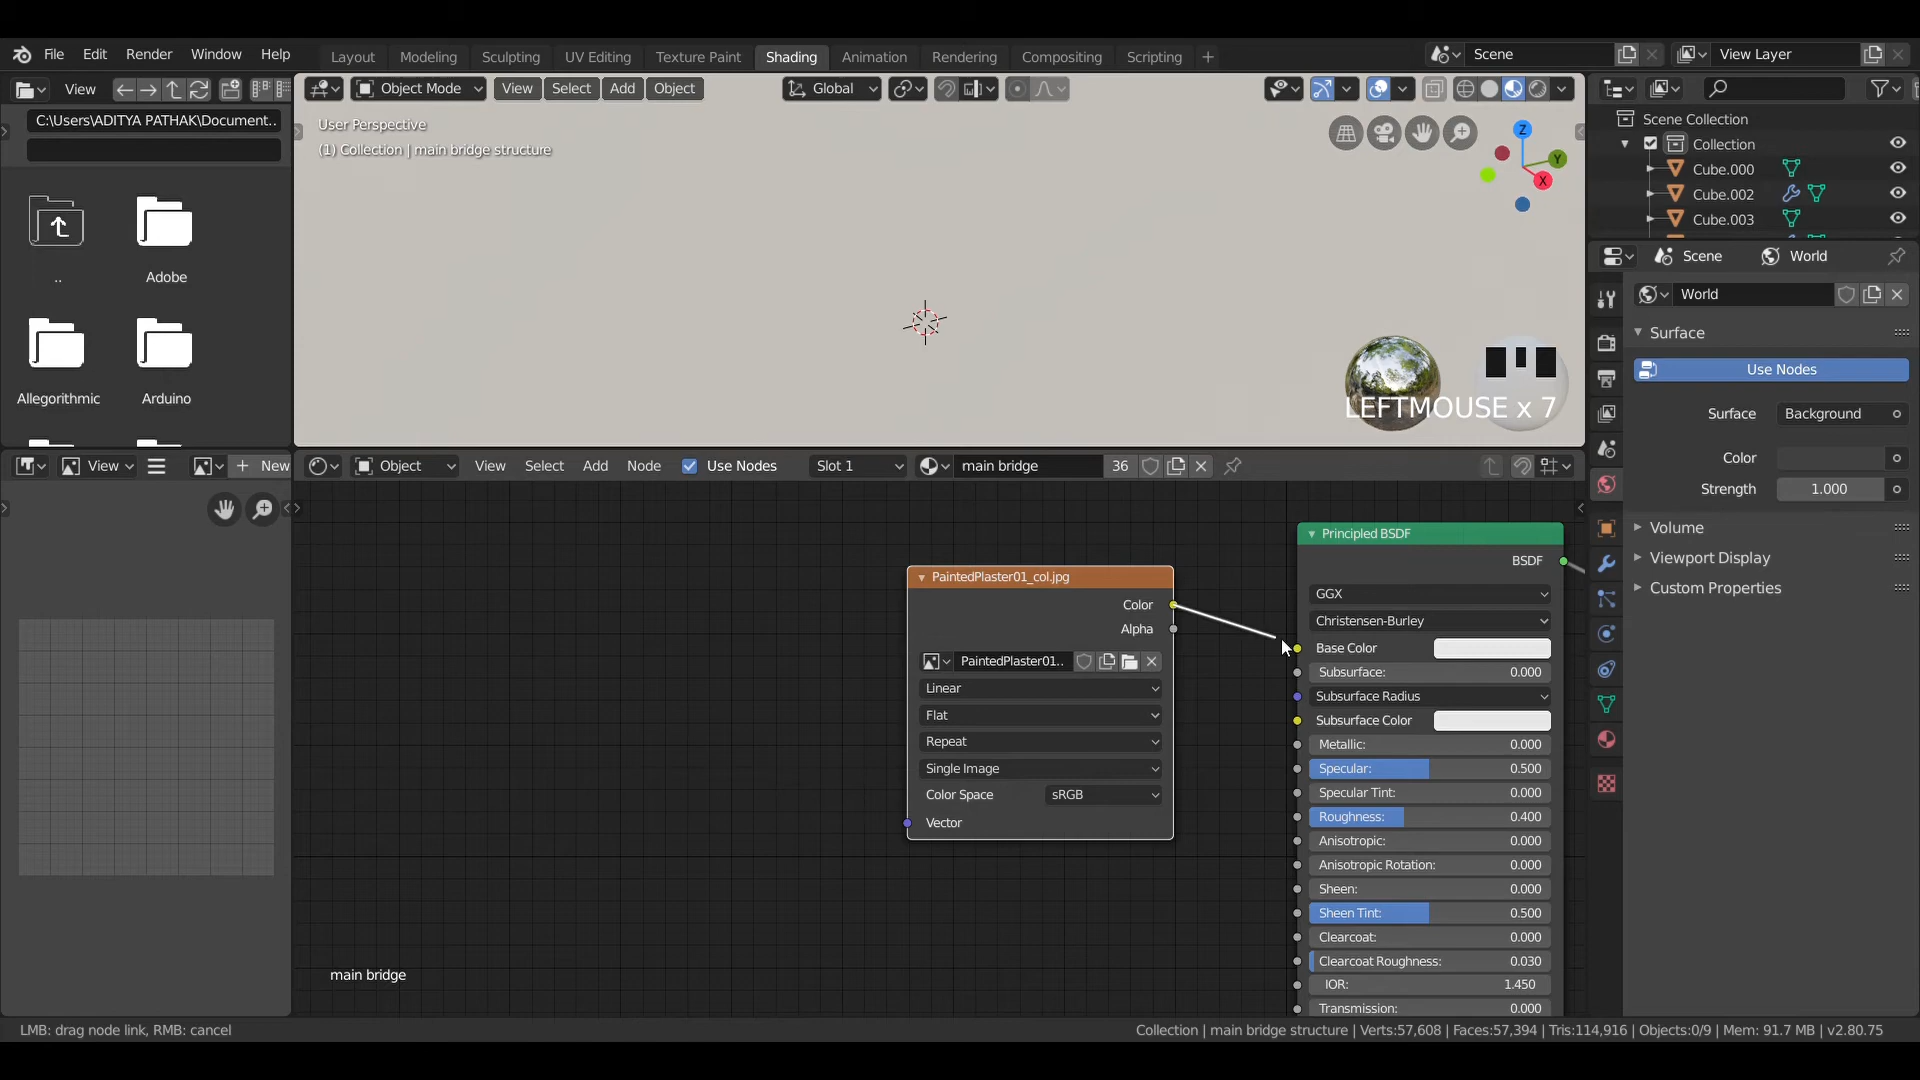 File Edit Render Window Help
Layout Modeling Sculpting UV Editing Texture Paint Shading Animation Rendering Compositing Scripting +
Scene
View Layer
View
Object Mode View Select Add Object
Global
C:\Users\ADITYA PATHAK\Document..
User Perspective
(1) Collection | main bridge structure
Z
Y
X
Scene Collection
Collection
Cube.000
Cube.002
Cube.003
..
Adobe
Allegorithmic
Arduino
LEFTMOUSE x 7
Scene World
World
Surface
Use Nodes
Surface Background
Color
Strength 1.000
Volume
Viewport Display
Custom Properties
View
New
Object View Select Add Node Use Nodes Slot 1 main bridge 36
PaintedPlaster01_col.jpg
Color
Alpha
PaintedPlaster01..
Linear
Flat
Repeat
Single Image
Color Space sRGB
Vector
Principled BSDF
BSDF
GGX
Christensen-Burley
Base Color
Subsurface: 0.000
Subsurface Radius
Subsurface Color
Metallic: 0.000
Specular: 0.500
Specular Tint: 0.000
Roughness: 0.400
Anisotropic: 0.000
Anisotropic Rotation: 0.000
Sheen: 0.000
Sheen Tint: 0.500
Clearcoat: 0.000
Clearcoat Roughness: 0.030
IOR: 1.450
Transmission: 0.000
main bridge
LMB: drag node link, RMB: cancel
Collection | main bridge structure | Verts:57,608 | Faces:57,394 | Tris:114,916 | Objects:0/9 | Mem: 91.7 MB | v2.80.75